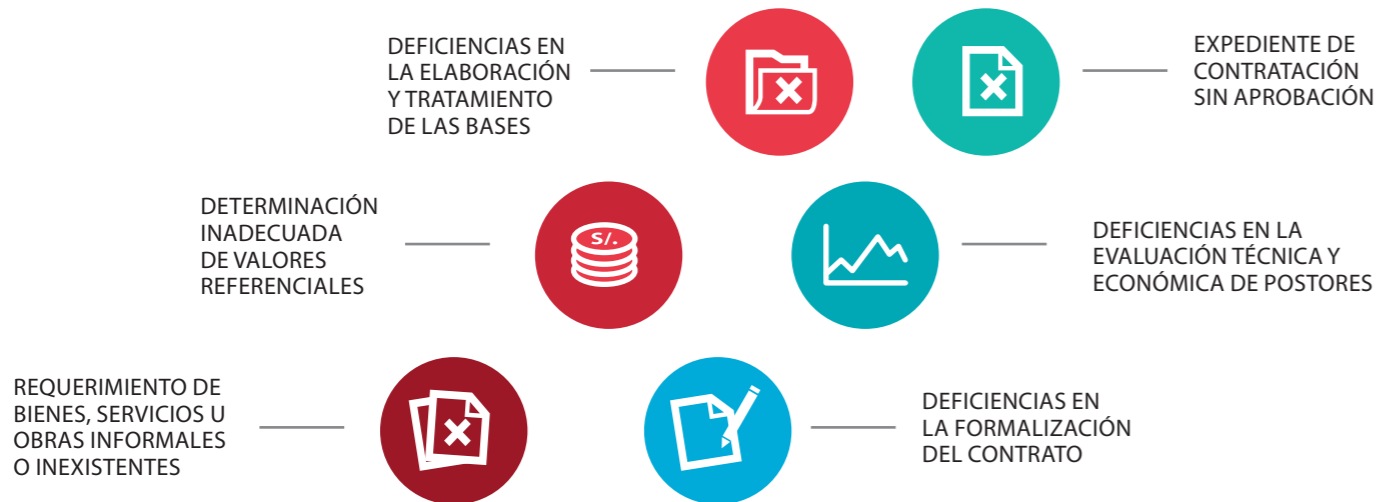 DEFICIENCIAS EN
LA ELABORACIÓN
Y TRATAMIENTO
DE LAS BASES
EXPEDIENTE DE
CONTRATACIÓN
SIN APROBACIÓN
DETERMINACIÓN
INADECUADA
DE VALORES
REFERENCIALES
S/.
DEFICIENCIAS EN LA
EVALUACIÓN TÉCNICA Y
ECONÓMICA DE POSTORES
REQUERIMIENTO DE
BIENES, SERVICIOS U
OBRAS INFORMALES
O INEXISTENTES
DEFICIENCIAS EN
LA FORMALIZACIÓN
DEL CONTRATO